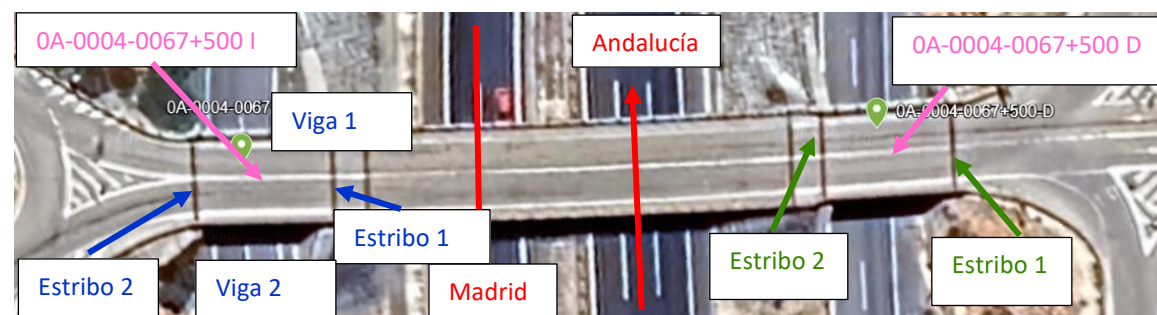 0A-0004-0067+500 I
Andalucía
0A-0004-0067+500 D
0A-0004-0067
0A-0004-0067+500-D
Viga 1
Estribo 1
Estribo 2
Viga 2
Madrid
Estribo 2
Estribo 1